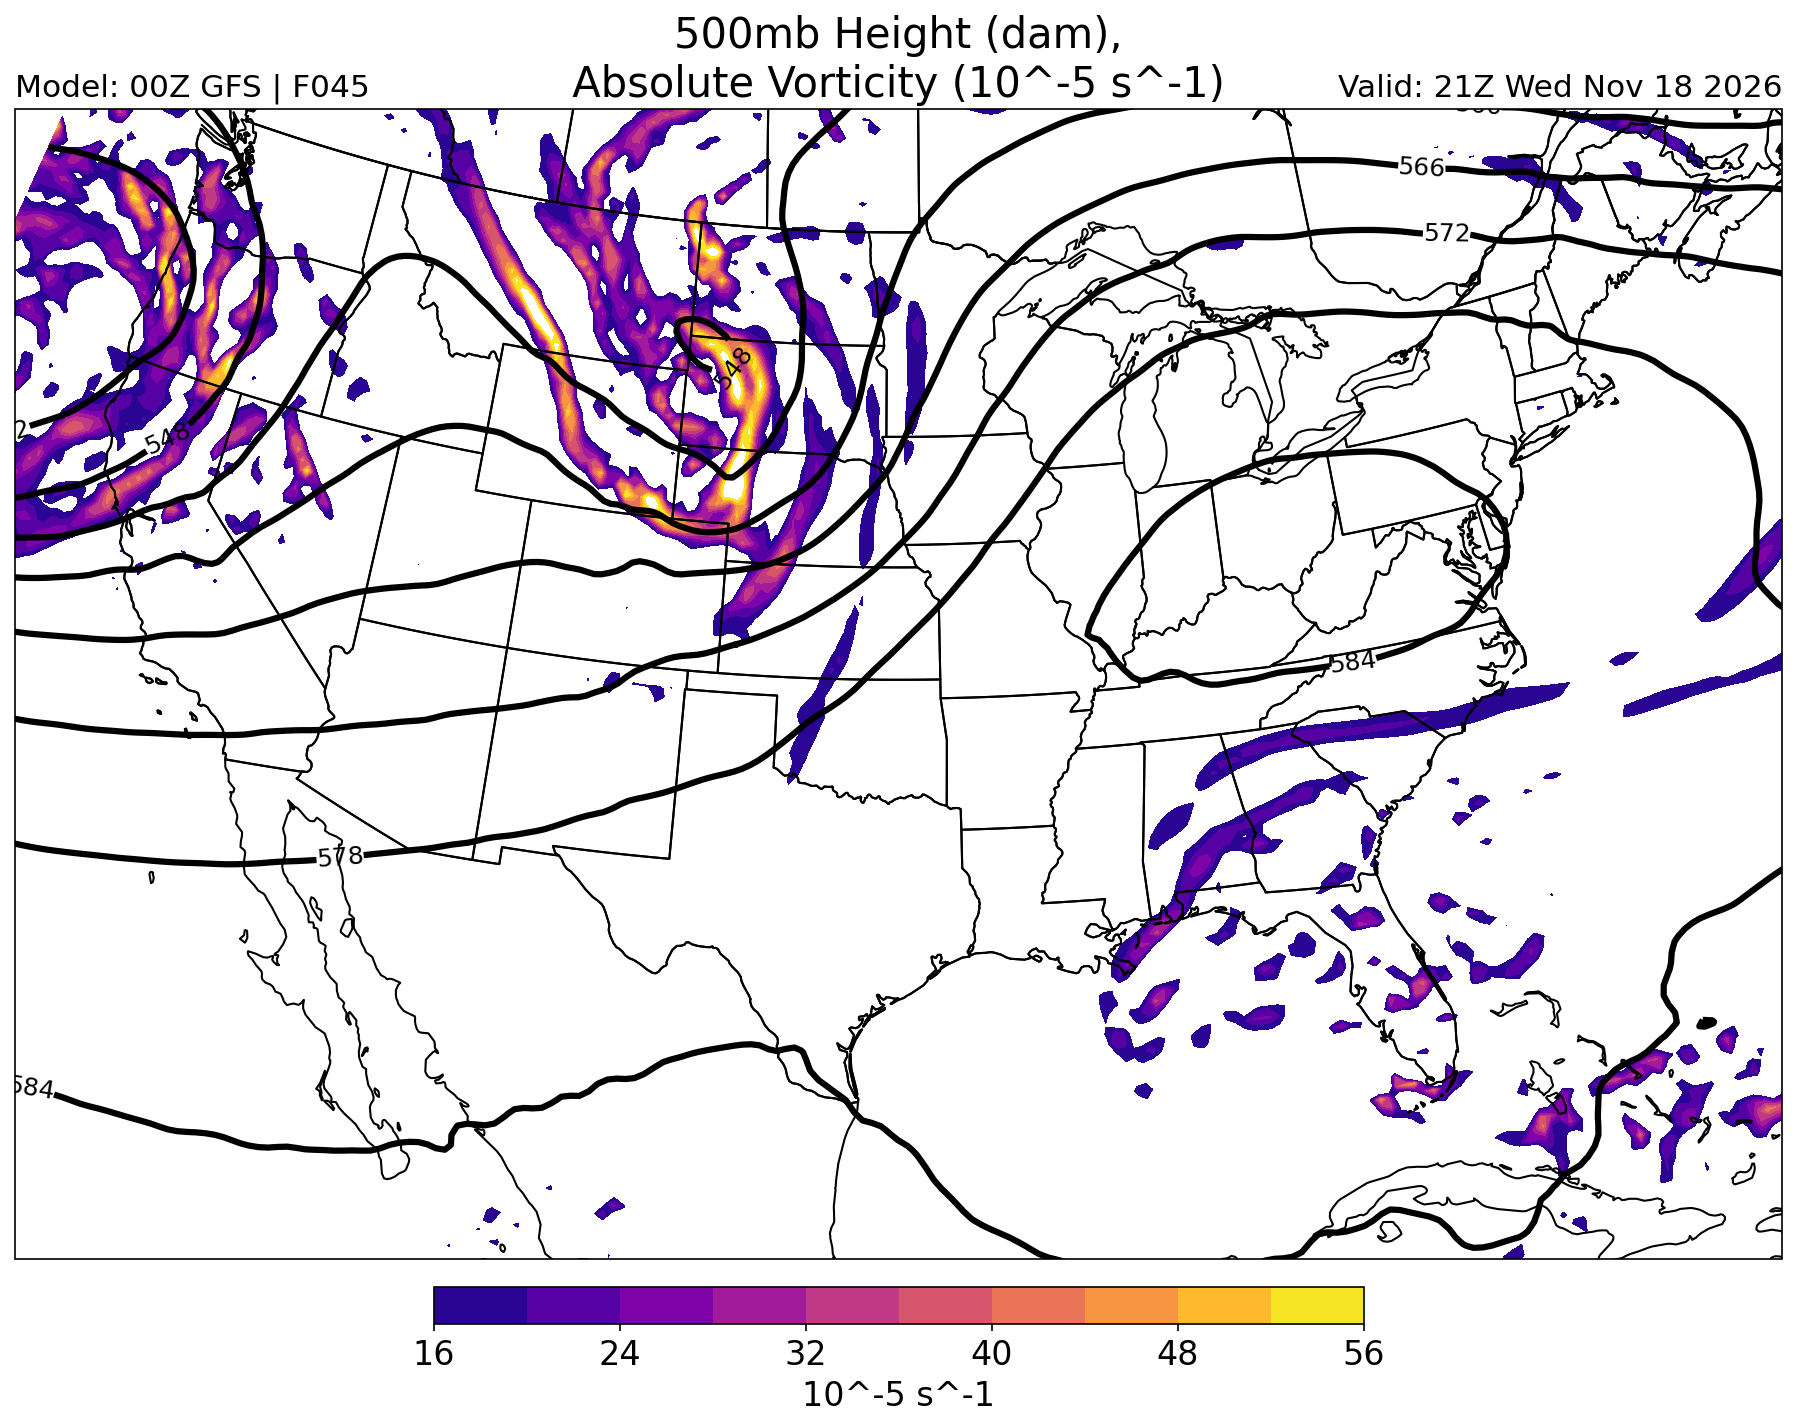 500mb Height (dam),
Model: 00Z GFS | F045
Absolute Vorticity (10^-5 s^-1)
Valid: 21Z Wed Nov 18 2026
566
572
548
548
584
578
584
16 24 32 40 48 56
10^-5 s^-1